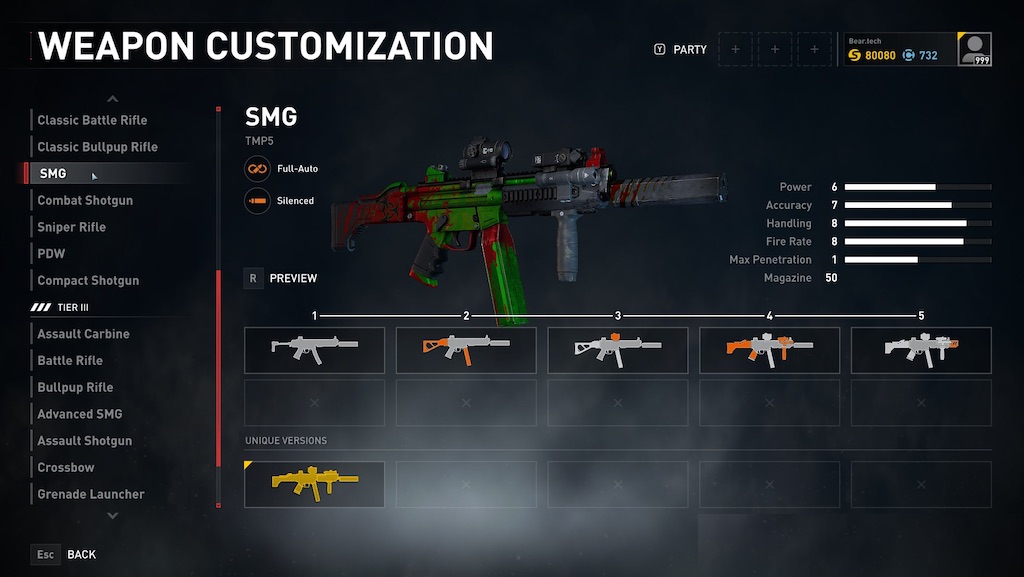 WEAPON CUSTOMIZATION
Y PARTY
Bear.tech
80080 732
999
Classic Battle Rifle
Classic Bullpup Rifle
SMG
Combat Shotgun
Sniper Rifle
PDW
Compact Shotgun
TIER III
Assault Carbine
Battle Rifle
Bullpup Rifle
Advanced SMG
Assault Shotgun
Crossbow
Grenade Launcher
SMG
TMP5
Full-Auto
Silenced
R PREVIEW
Power 6
Accuracy 7
Handling 8
Fire Rate 8
Max Penetration 1
Magazine 50
1 2 3 4 5
UNIQUE VERSIONS
Esc BACK